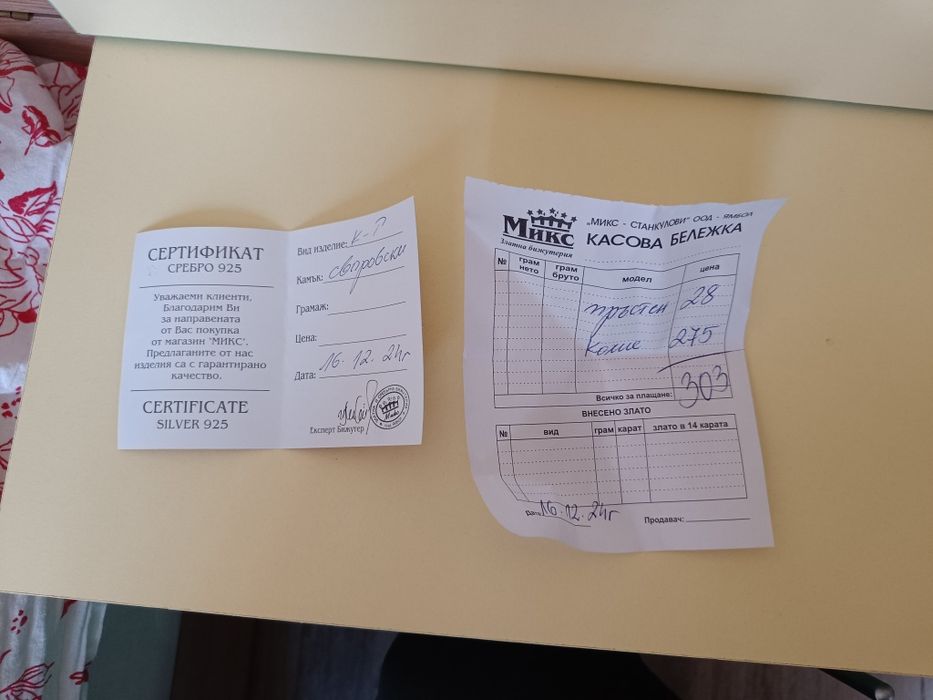 СЕРТИФИКАТ
СРЕБРО 925
Уважаеми клиенти,
Благодарим Ви
за направената
от Вас покупка
от магазин "МИКС".
Предлаганите от нас
изделия са с гарантирано
качество.
CERTIFICATE
SILVER 925
Вид изделие: К-Т
Камък: своровски
Грамаж:
Цена:
Дата: 16.12.24г
Експерт Бижутер
Микс
Златна бижутерия
„МИКС - СТАНКУЛОВИ" ООД - ЯМБОЛ
КАСОВА БЕЛЕЖКА
№ грам нето грам бруто модел цена
пръстен 28
Колие 275
Всичко за плащане: 303
ВНЕСЕНО ЗЛАТО
№ вид грам карат злато в 14 карата
Дата 16.12.24г
Продавач: